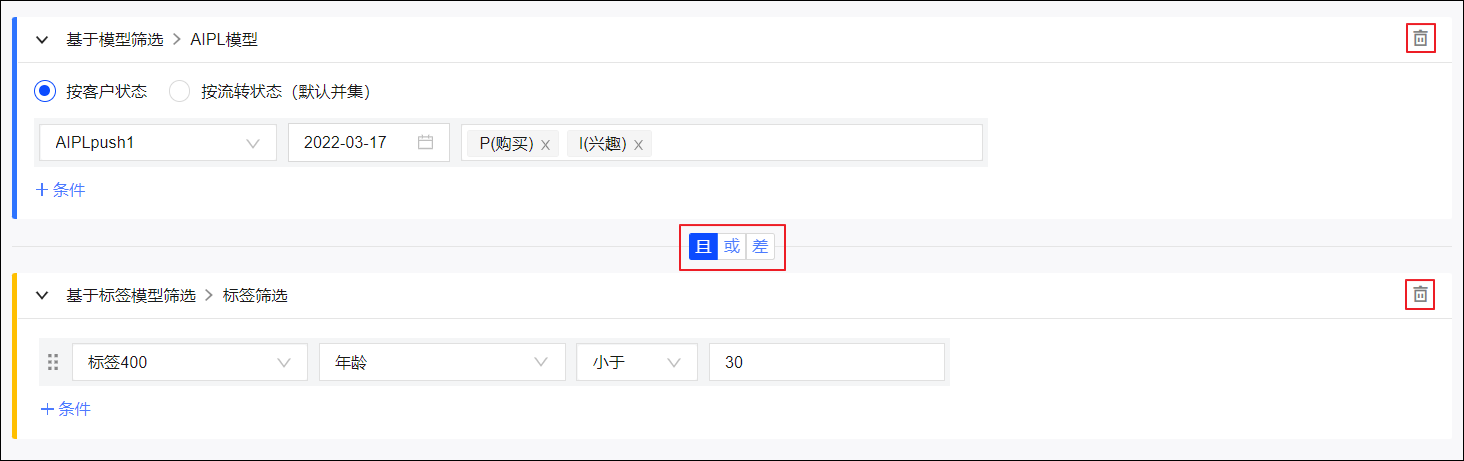 基于模型筛选 > AIPL模型
按客户状态 按流转状态（默认并集）
AIPLpush1 2022-03-17 P(购买) x I(兴趣) x
+ 条件
且 或 差
基于标签模型筛选 > 标签筛选
标签400 年龄 小于 30
+ 条件